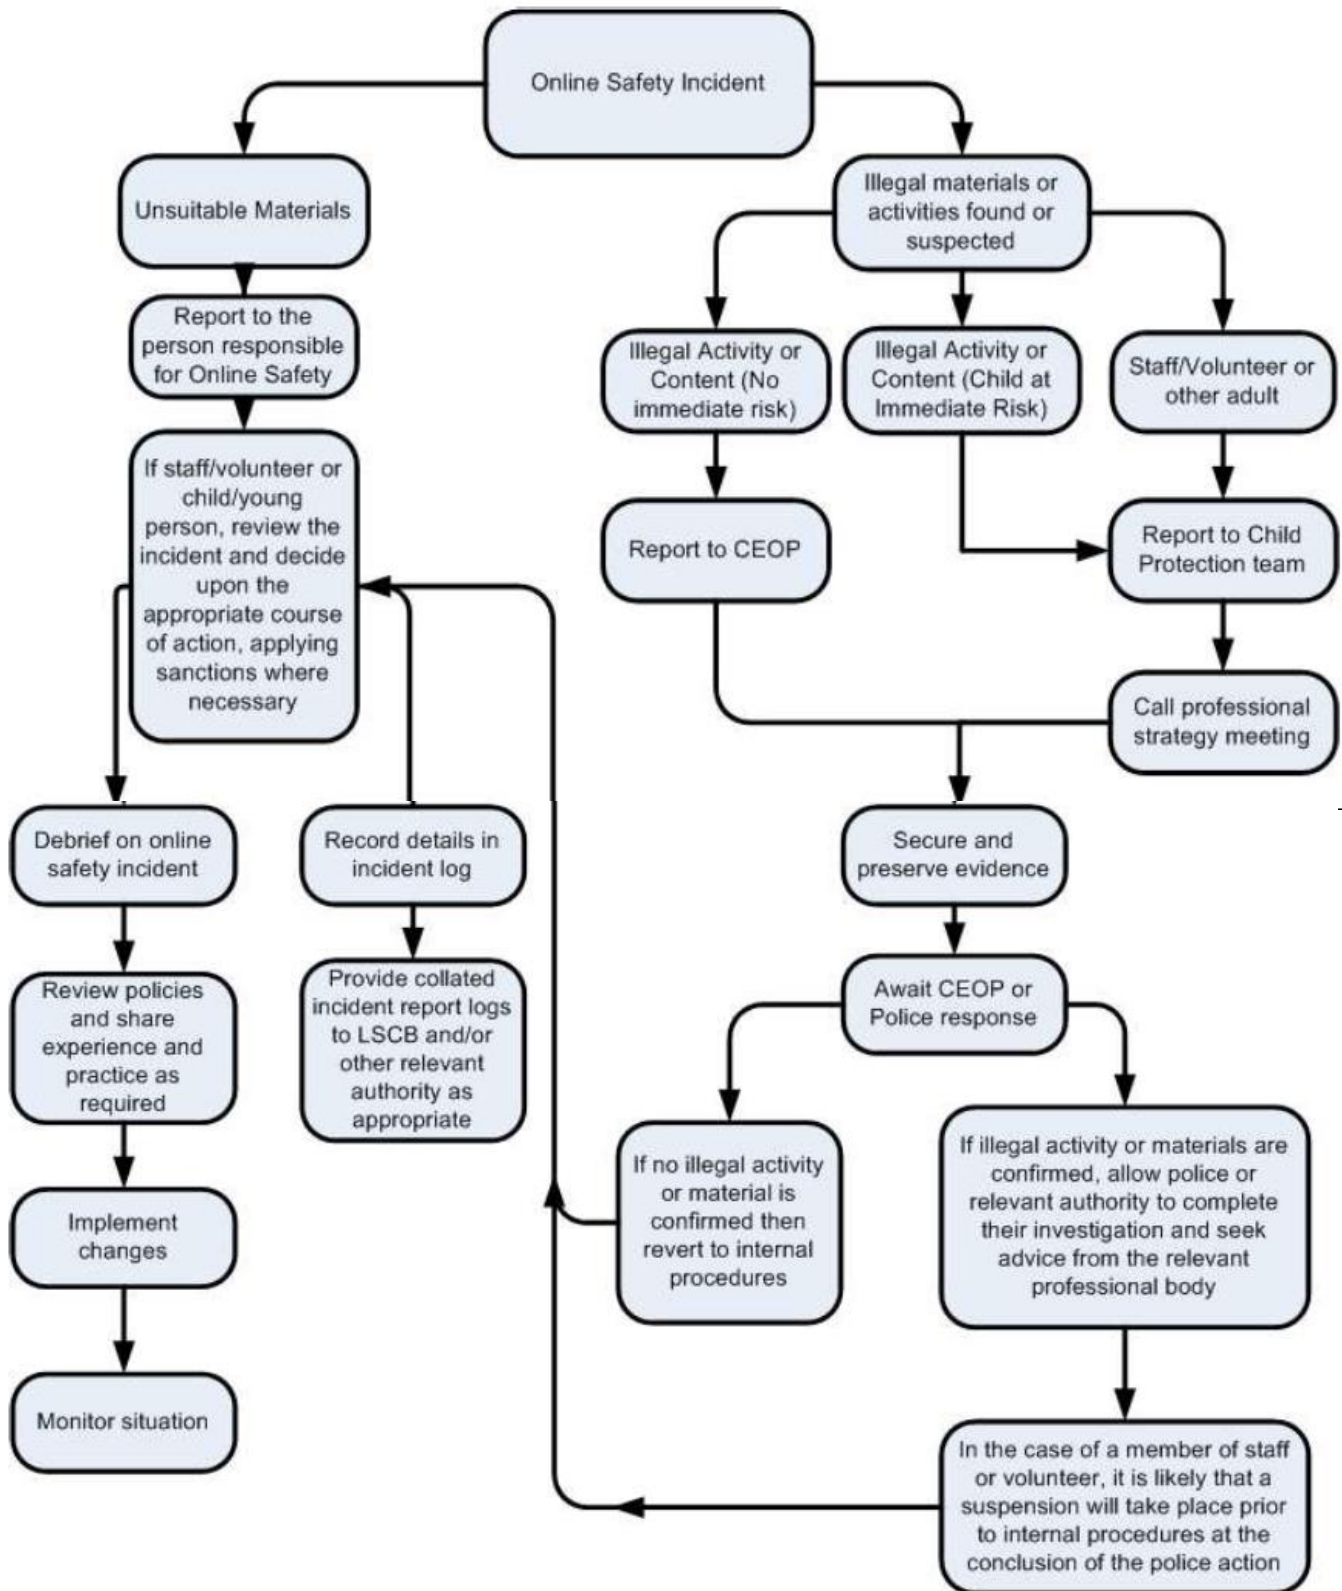 Online Safety Incident
Unsuitable Materials
Illegal materials or
activities found or
suspected
Report to the
person responsible
for Online Safety
Illegal Activity or
Content (No
immediate risk)
Illegal Activity or
Content (Child at
Immediate Risk)
Staff/Volunteer or
other adult
If staff/volunteer or
child/young
person, review the
incident and decide
upon the
appropriate course
of action, applying
sanctions where
necessary
Report to CEOP
Report to Child
Protection team
Call professional
strategy meeting
Debrief on online
safety incident
Record details in
incident log
Secure and
preserve evidence
Review policies
and share
experience and
practice as
required
Provide collated
incident report logs
to LSCB and/or
other relevant
authority as
appropriate
Await CEOP or
Police response
If no illegal activity
or material is
confirmed then
revert to internal
procedures
If illegal activity or materials are
confirmed, allow police or
relevant authority to complete
their investigation and seek
advice from the relevant
professional body
Implement
changes
Monitor situation
In the case of a member of staff
or volunteer, it is likely that a
suspension will take place prior
to internal procedures at the
conclusion of the police action